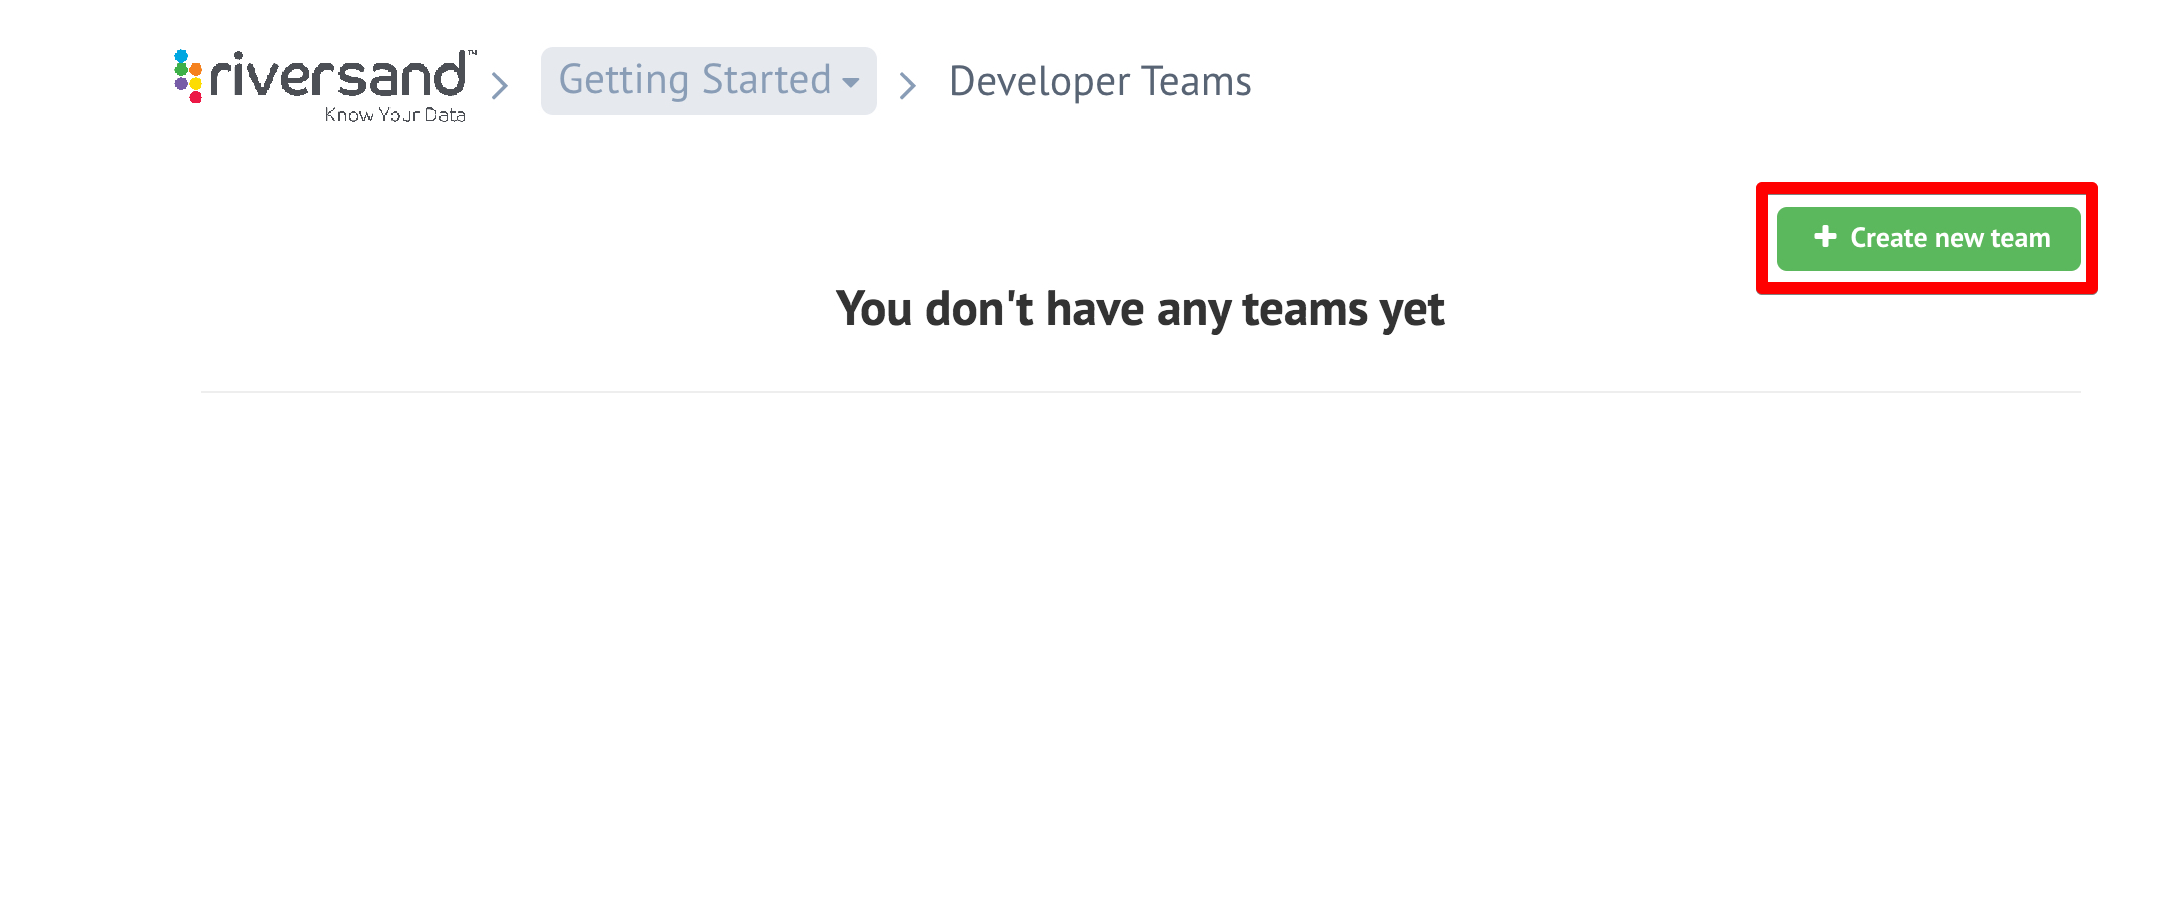 riversand™
Know Your Data
Getting Started
Developer Teams
Create new team
You don't have any teams yet